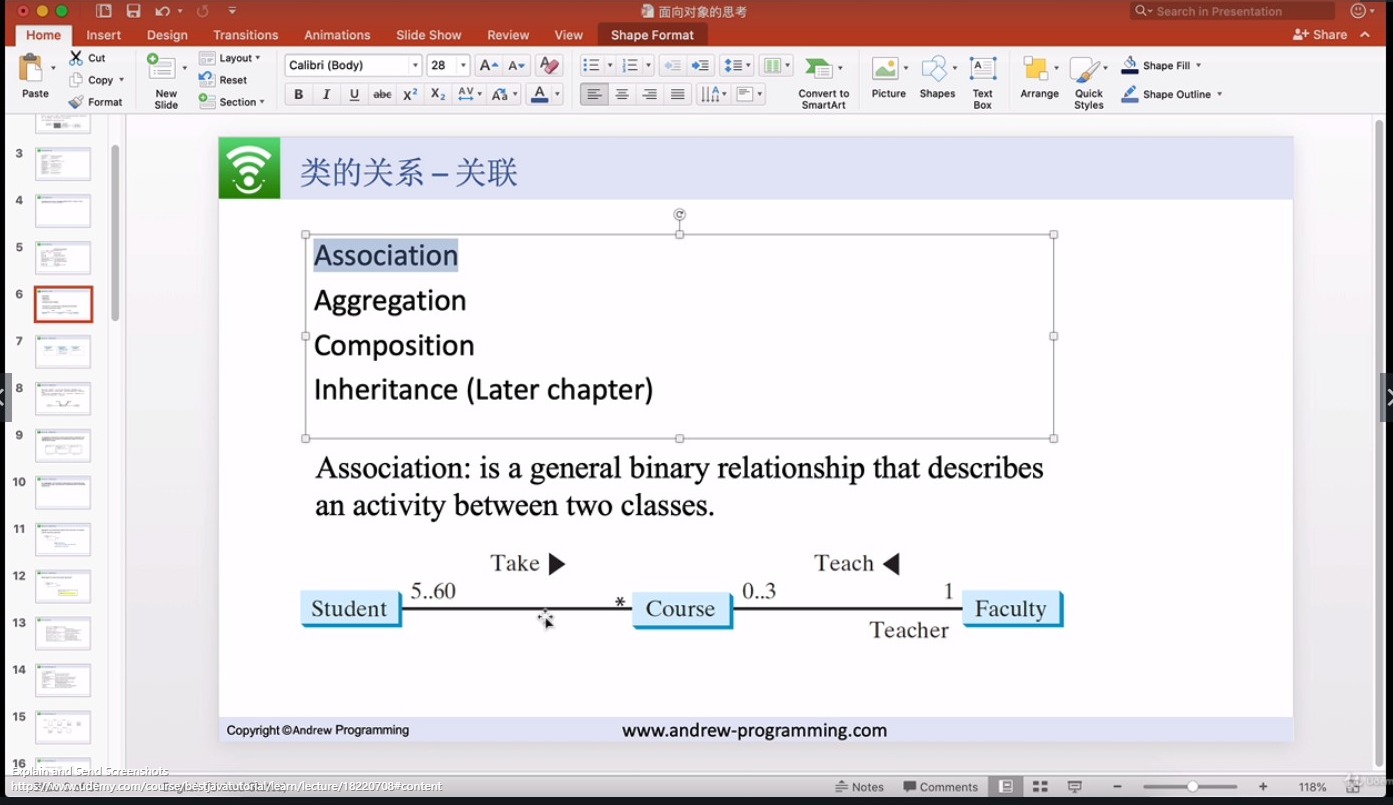 面向对象的思考
Search in Presentation
Home Insert Design Transitions Animations Slide Show Review View Shape Format Share
Paste
Cut
Copy
Format
New
Slide
Layout
Reset
Section
Calibri (Body) 28
B I U abc X² X₂ AV Aa A
Convert to
SmartArt
Picture
Shapes
Text
Box
Arrange
Quick
Styles
Shape Fill
Shape Outline
3
4
5
6
7
8
9
10
11
12
13
14
15
16
类的关系 – 关联
Association
Aggregation
Composition
Inheritance (Later chapter)
Association: is a general binary relationship that describes
an activity between two classes.
Take ▶ Teach ◀
5..60 * 0..3 1
Student Course Faculty
Teacher
Copyright ©Andrew Programming www.andrew-programming.com
Explain and Send Screenshots
https://www.udemy.com/course/bestjavatutorial/learn/lecture/18220708#content
Notes Comments 118%